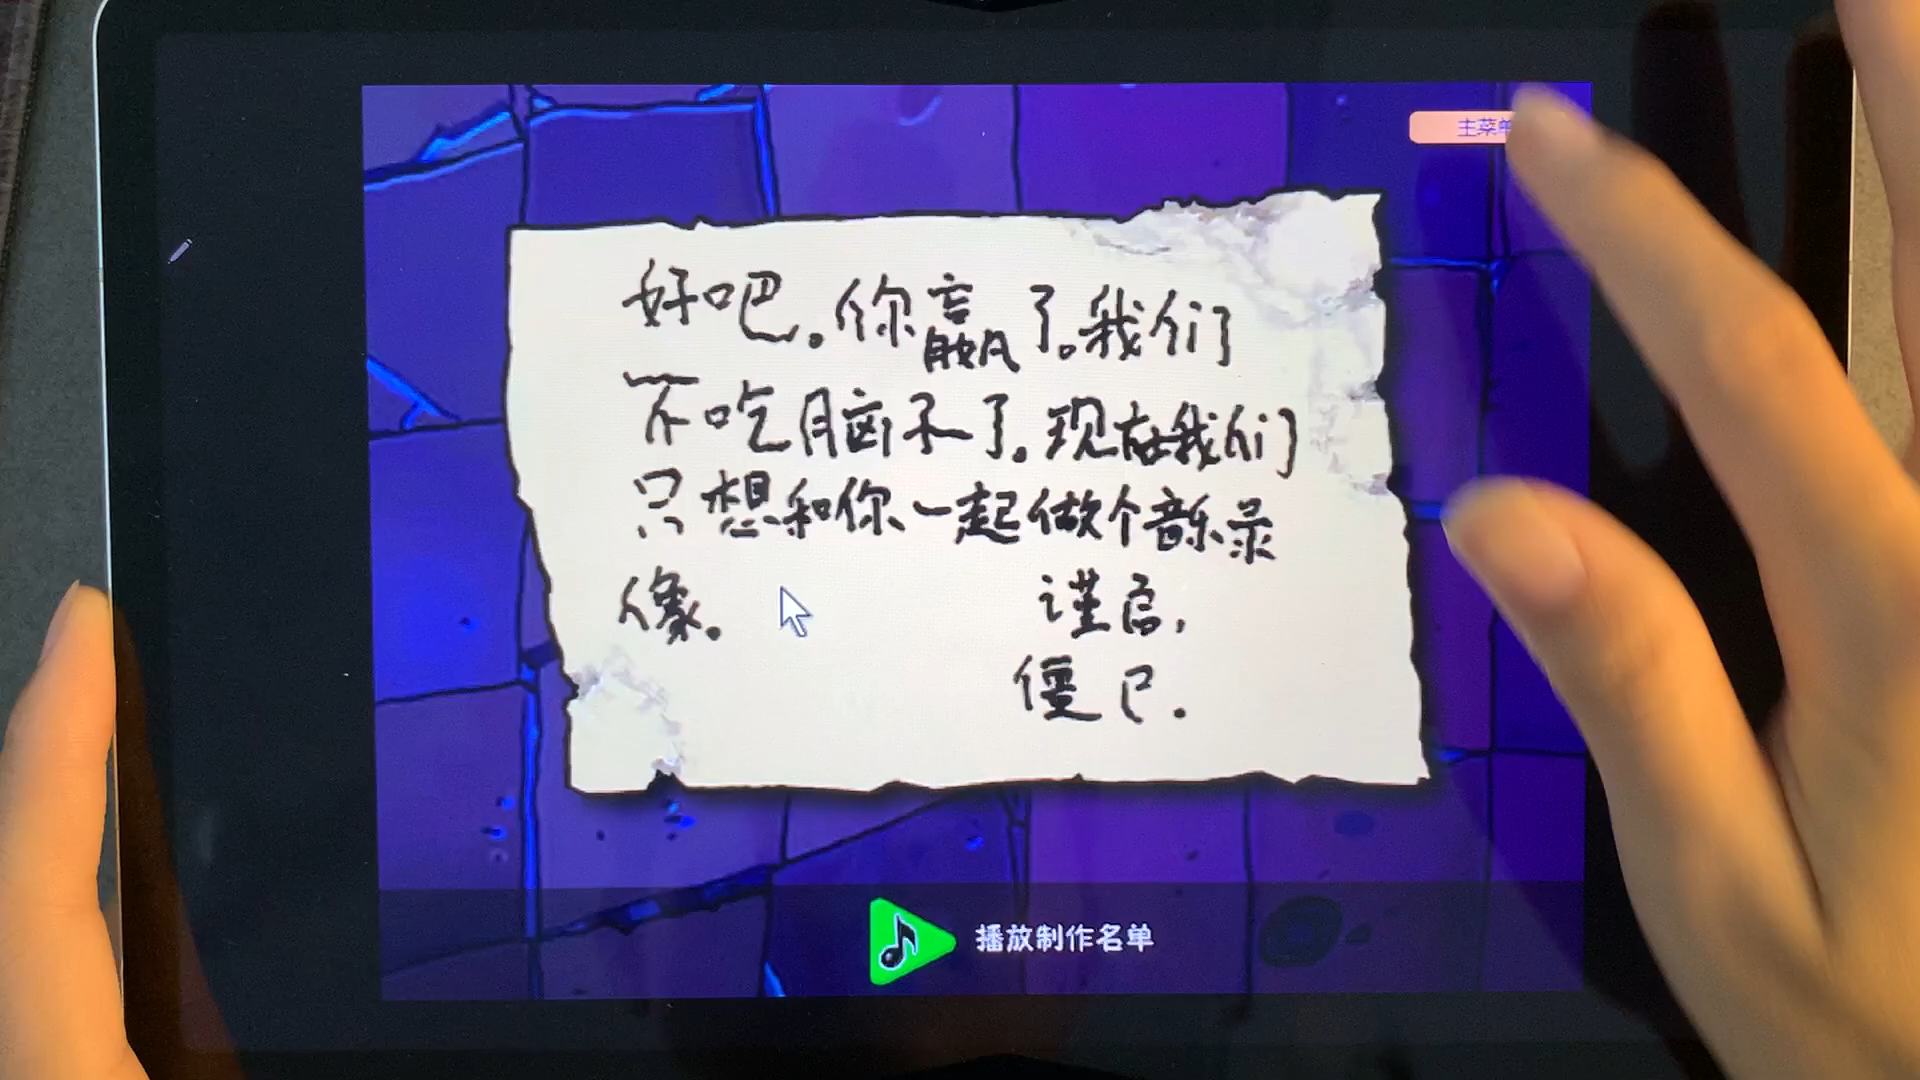 主菜单
好吧。你赢了。我们
不吃脑子了。现在我们
只想和你一起做个音乐录
像。
谨启,
僵尸.
播放制作名单